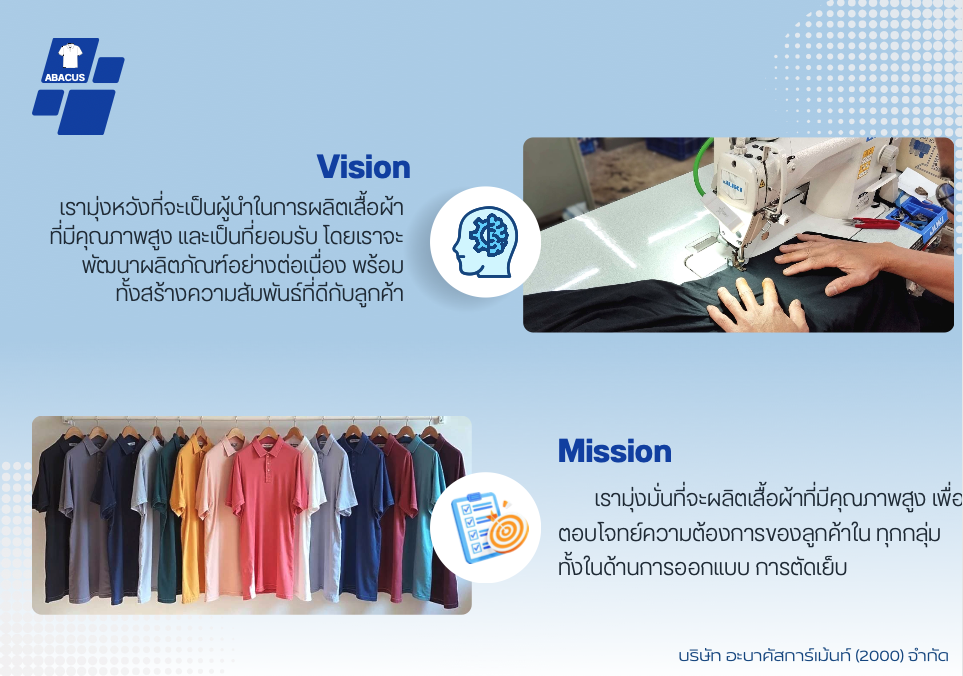 ABACUS
Vision
เรามุ่งหวังที่จะเป็นผู้นำในการผลิตเสื้อผ้า
ที่มีคุณภาพสูง และเป็นที่ยอมรับ โดยเราจะ
พัฒนาผลิตภัณฑ์อย่างต่อเนื่อง พร้อม
ทั้งสร้างความสัมพันธ์ที่ดีกับลูกค้า
JUKI
Mission
เรามุ่งมั่นที่จะผลิตเสื้อผ้าที่มีคุณภาพสูง เพื่อ
ตอบโจทย์ความต้องการของลูกค้าใน ทุกกลุ่ม
ทั้งในด้านการออกแบบ การตัดเย็บ
บริษัท อะบาคัสการ์เม้นท์ (2000) จำกัด